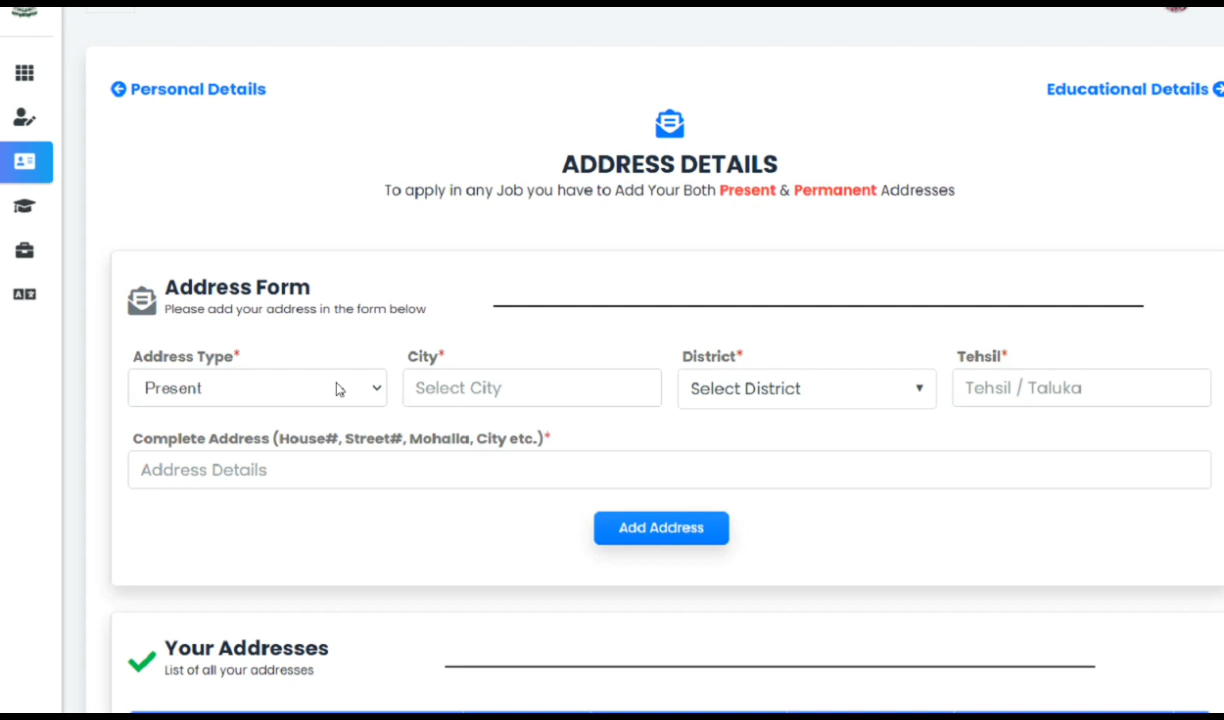 Personal Details
Educational Details
ADDRESS DETAILS
To apply in any Job you have to Add Your Both Present & Permanent Addresses
Address Form
Please add your address in the form below
Address Type* City* District* Tehsil*
Present Select City Select District Tehsil / Taluka
Complete Address (House#, Street#, Mohalla, City etc.)*
Address Details
Add Address
Your Addresses
List of all your addresses